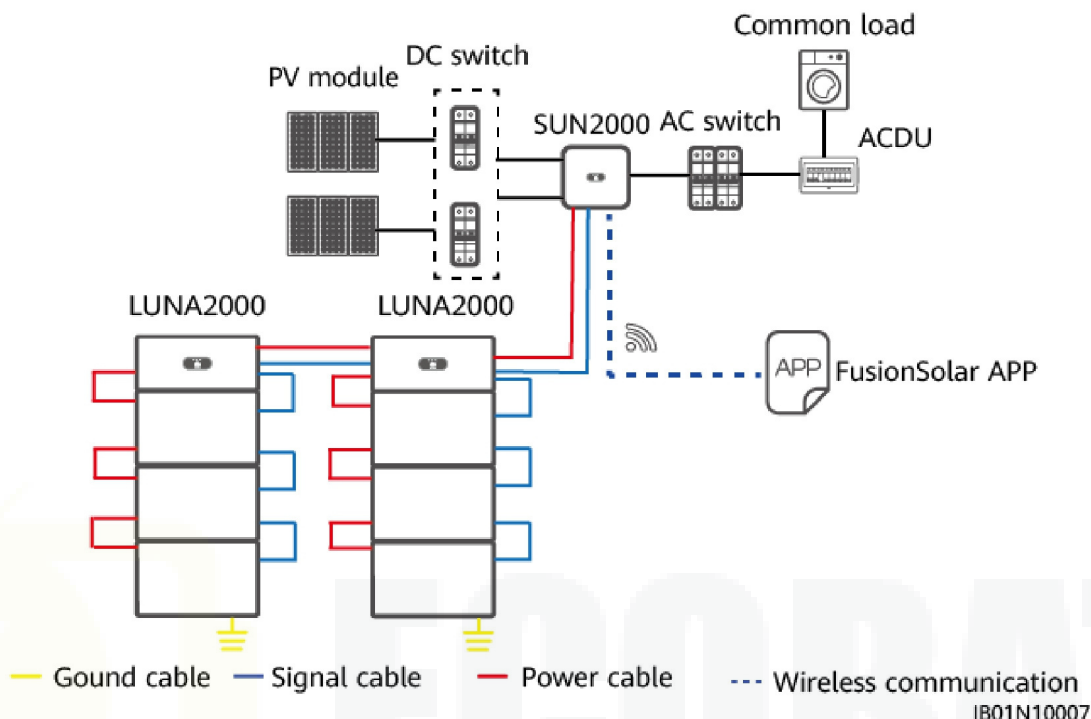 Common load
DC switch
PV module
SUN2000
AC switch
ACDU
LUNA2000
LUNA2000
APP
FusionSolar APP
Gound cable
Signal cable
Power cable
Wireless communication
IB01N10007